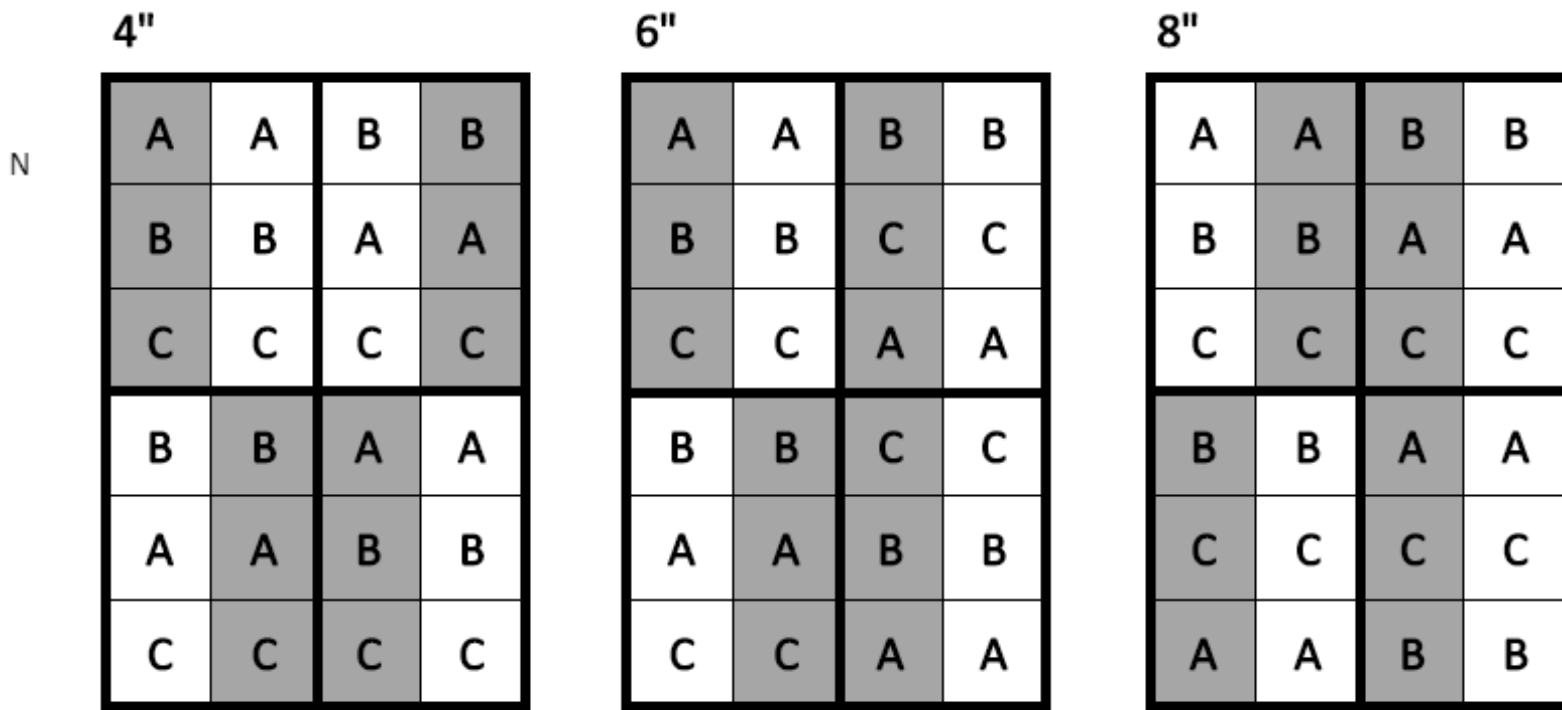 4" 6" 8"
A A B B A A B B A A B B
N
B B A A B B C C B B A A
C C C C C C A A C C C C
B B A A B B C C B B A A
A A B B A A B B C C C C
C C C C C C A A A A B B